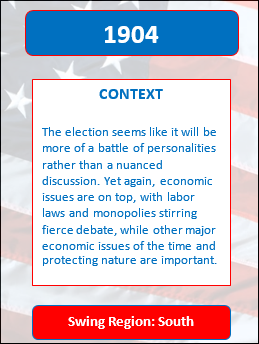 1904
CONTEXT
The election seems like it will be
more of a battle of personalities
rather than a nuanced
discussion. Yet again, economic
issues are on top, with labor
laws and monopolies stirring
fierce debate, while other major
economic issues of the time and
protecting nature are important.
Swing Region: South